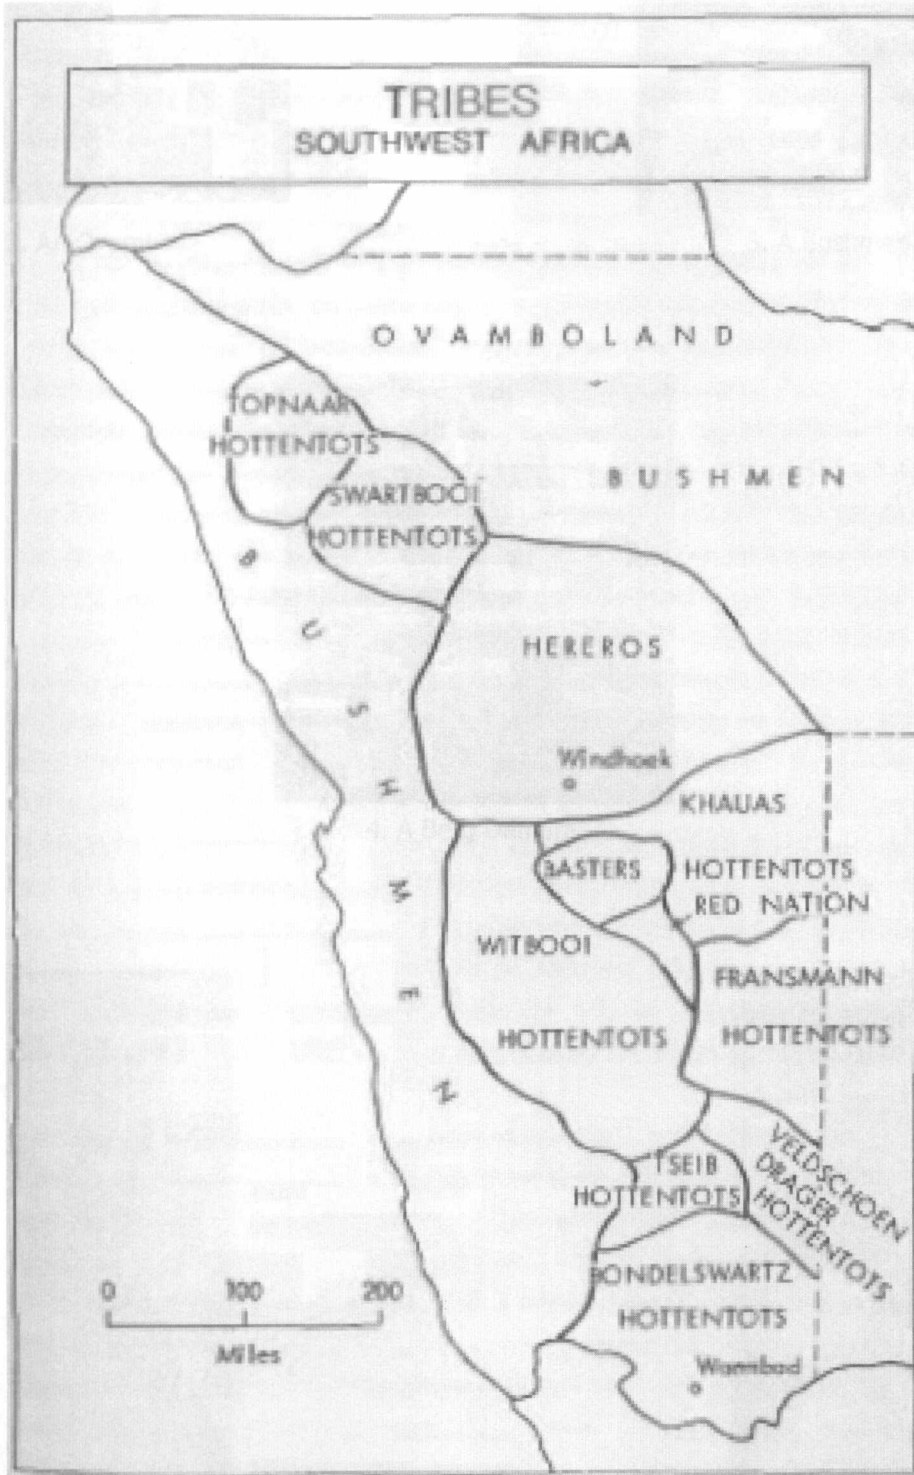 TRIBES
SOUTHWEST AFRICA
OVAMBOLAND
TOPNAAR
HOTTENTOTS
BUSHMEN
SWARTBOOI
HOTTENTOTS
BUSHMEN
HEREROS
Windhoek
KHAUAS
HOTTENTOTS
BASTERS
RED NATION
WITBOOI
HOTTENTOTS
FRANSMANN
HOTTENTOTS
VELDSCHOEN
DRAGER
HOTTENTOTS
TSEIB
HOTTENTOTS
BONDELSWARTZ
HOTTENTOTS
0 100 200
Miles
Warmbad